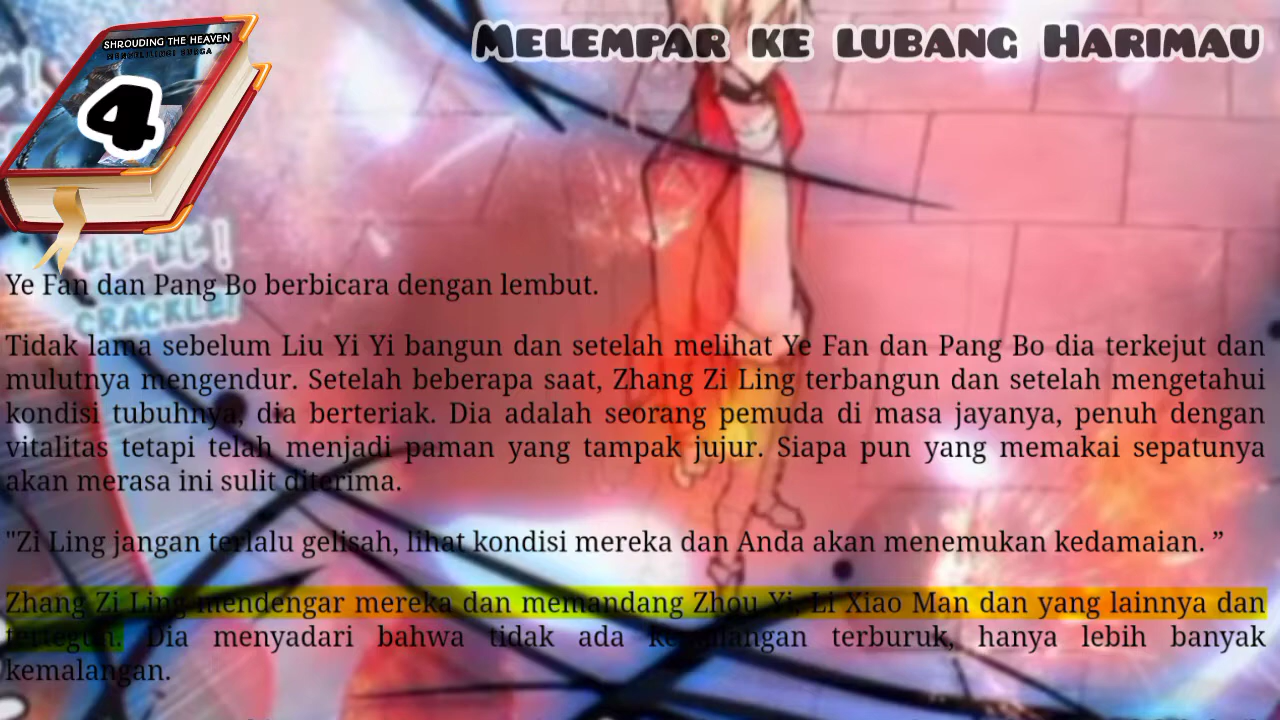 Melempar ke lubang Harimau
SHROUDING THE HEAVEN
4
Ye Fan dan Pang Bo berbicara dengan lembut.
CRACKLE!
Tidak lama sebelum Liu Yi Yi bangun dan setelah melihat Ye Fan dan Pang Bo dia terkejut dan
mulutnya mengendur. Setelah beberapa saat, Zhang Zi Ling terbangun dan setelah mengetahui
kondisi tubuhnya, dia berteriak. Dia adalah seorang pemuda di masa jayanya, penuh dengan
vitalitas tetapi telah menjadi paman yang tampak jujur. Siapa pun yang memakai sepatunya
akan merasa ini sulit diterima.
"Zi Ling jangan terlalu gelisah, lihat kondisi mereka dan Anda akan menemukan kedamaian. ”
Zhang Zi Ling mendengar mereka dan memandang Zhou Yi, Li Xiao Man dan yang lainnya dan
tertegun. Dia menyadari bahwa tidak ada kemalangan terburuk, hanya lebih banyak
kemalangan.